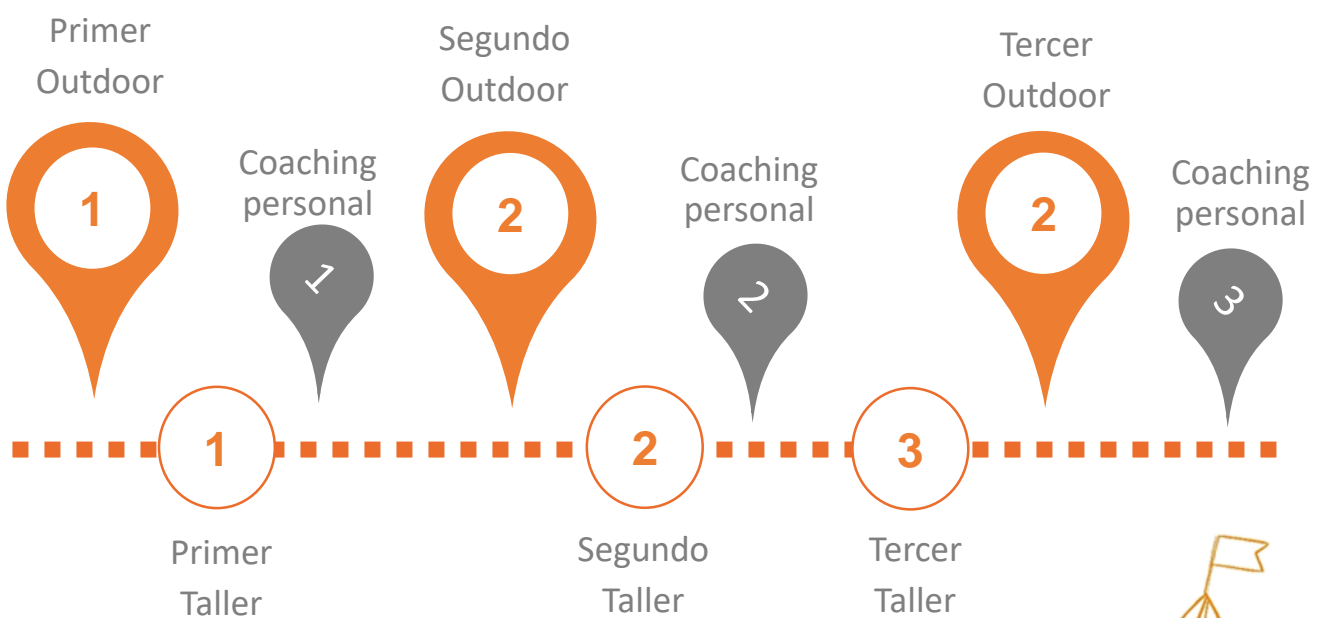 Primer
Outdoor
1
Coaching
personal
1
Segundo
Outdoor
2
Coaching
personal
2
Tercer
Outdoor
2
Coaching
personal
3
1
Primer
Taller
2
Segundo
Taller
3
Tercer
Taller